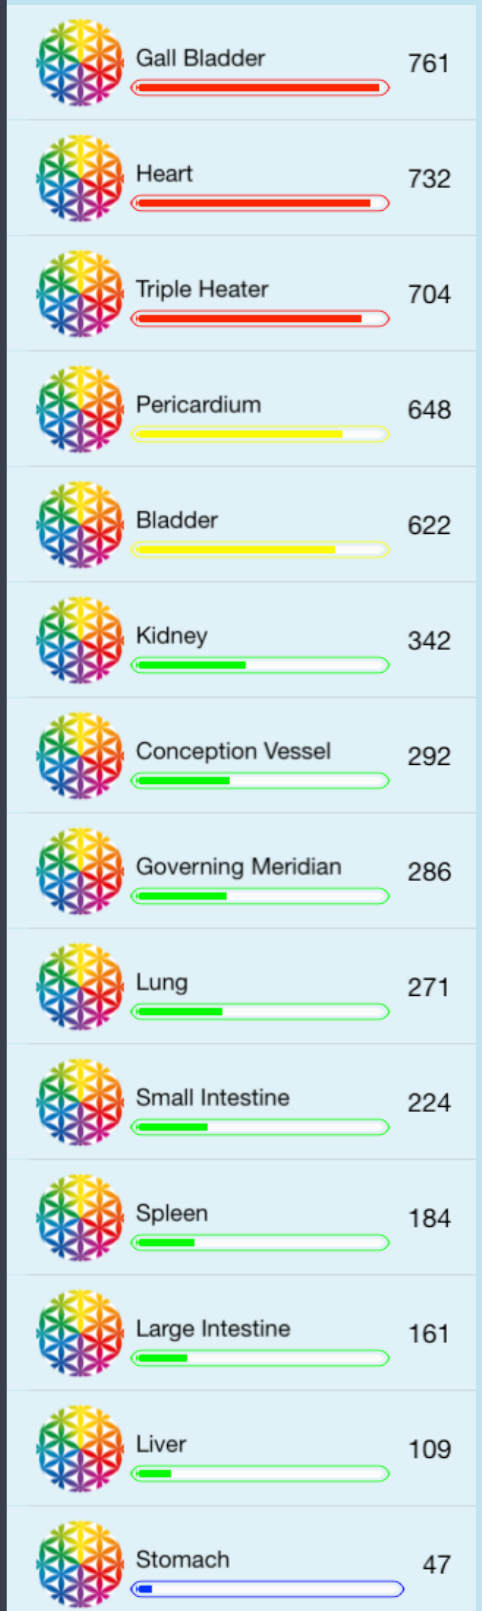 Gall Bladder 761
Heart 732
Triple Heater 704
Pericardium 648
Bladder 622
Kidney 342
Conception Vessel 292
Governing Meridian 286
Lung 271
Small Intestine 224
Spleen 184
Large Intestine 161
Liver 109
Stomach 47